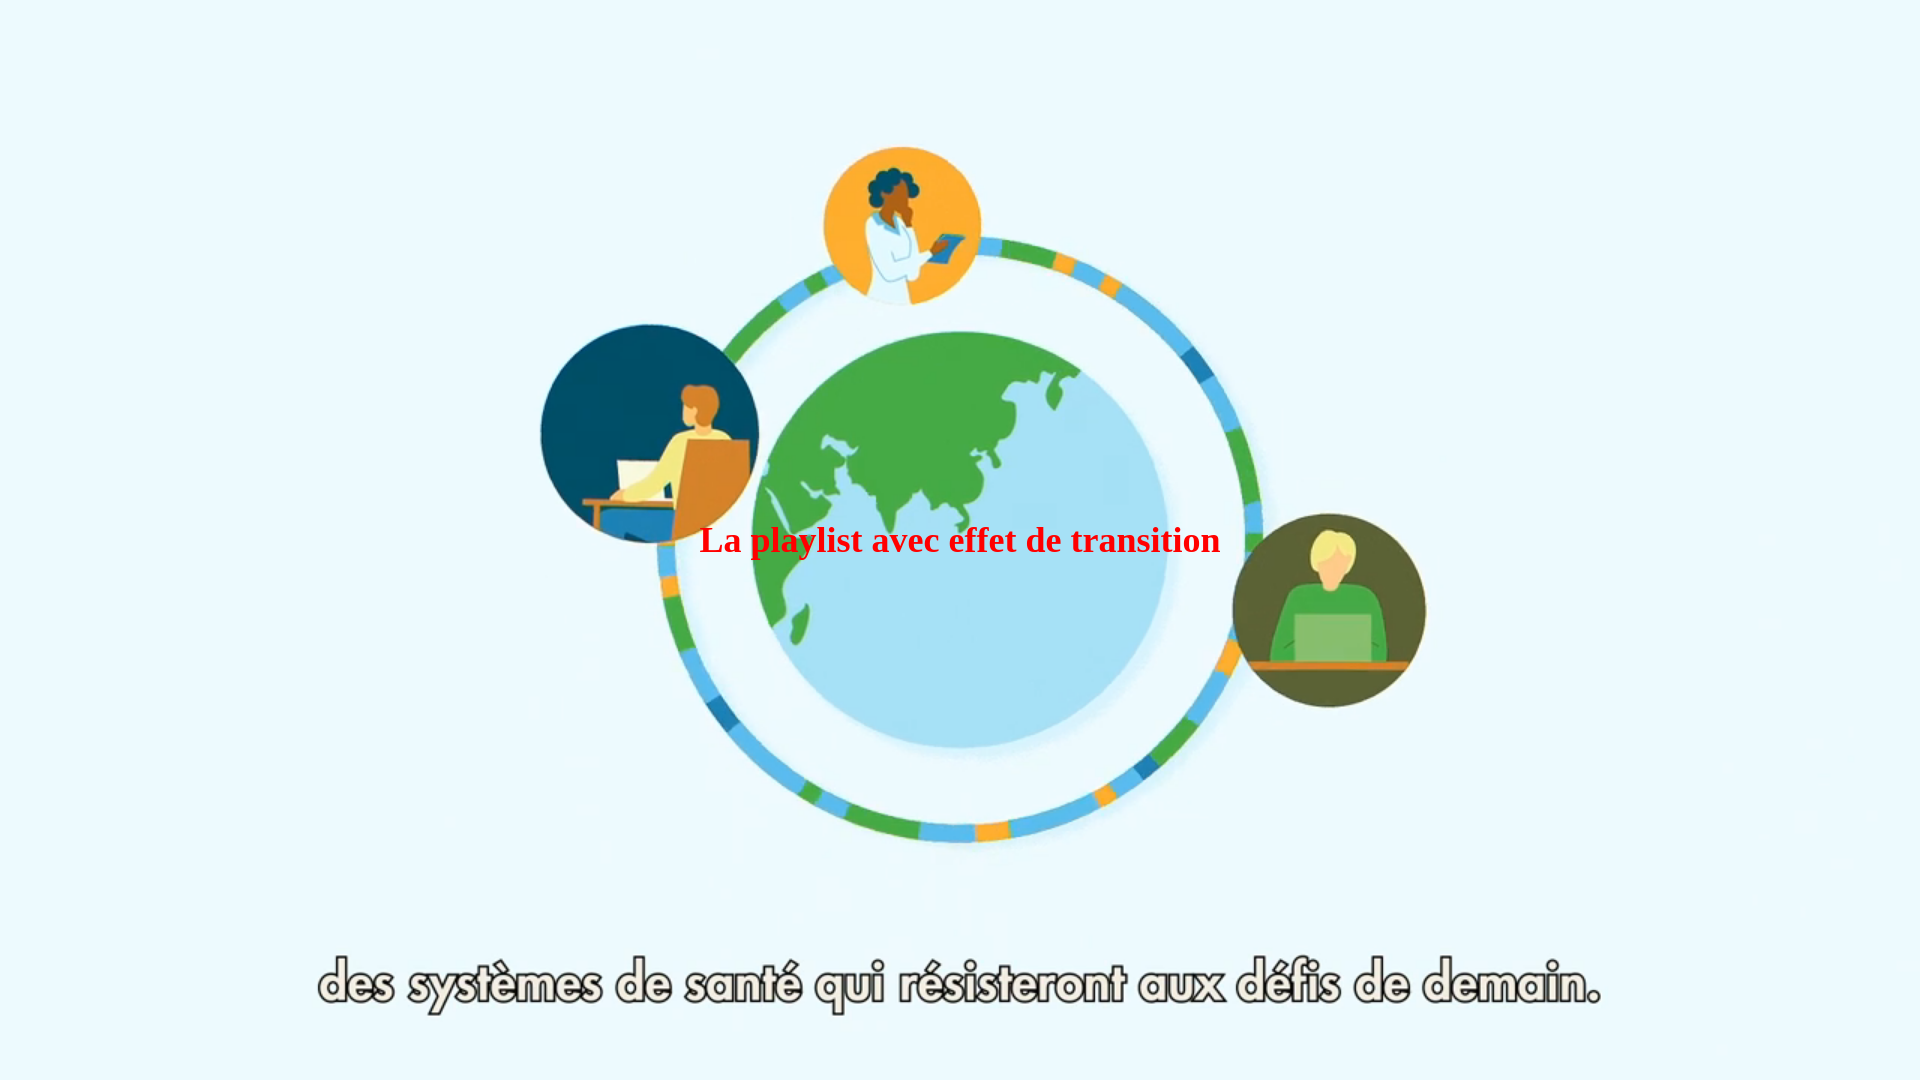 La playlist avec effet de transition
des systèmes de santé qui résisteront aux défis de demain.